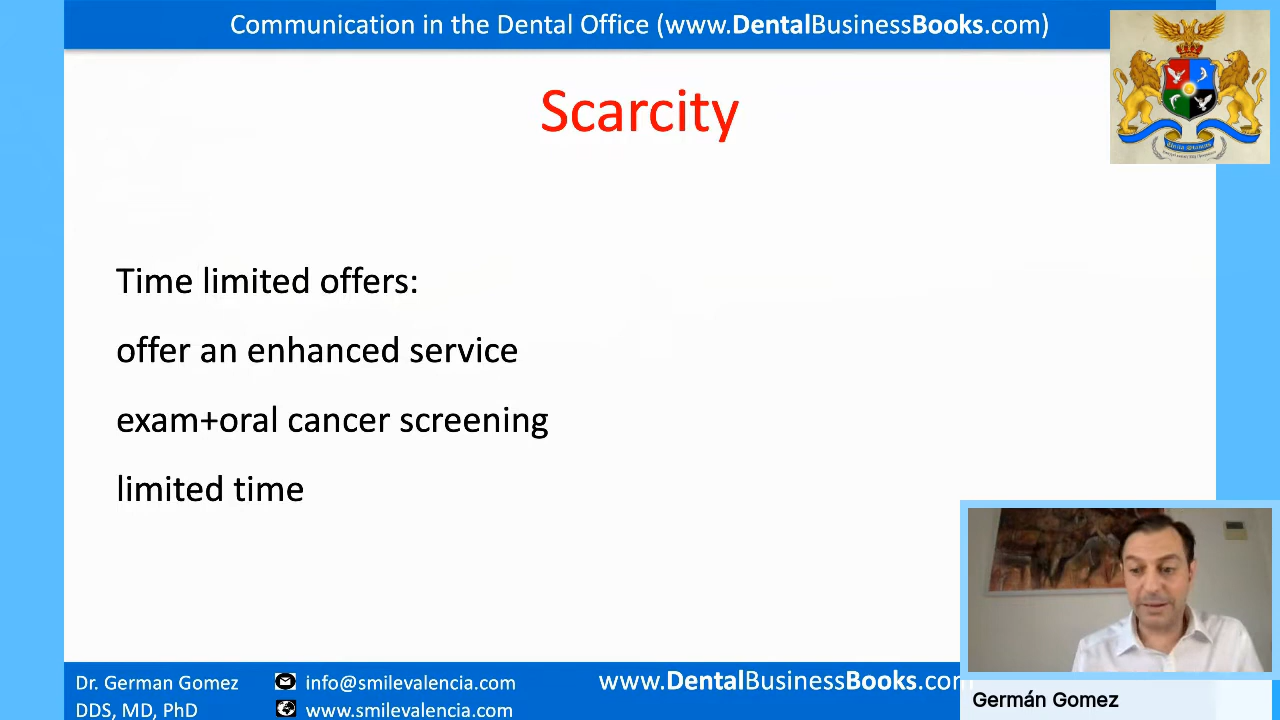 Communication in the Dental Office (www.DentalBusinessBooks.com)
Scarcity
Time limited offers:
offer an enhanced service
exam+oral cancer screening
limited time
Dr. German Gomez
DDS, MD, PhD
info@smilevalencia.com
www.smilevalencia.com
www.DentalBusinessBooks.com
Germán Gomez